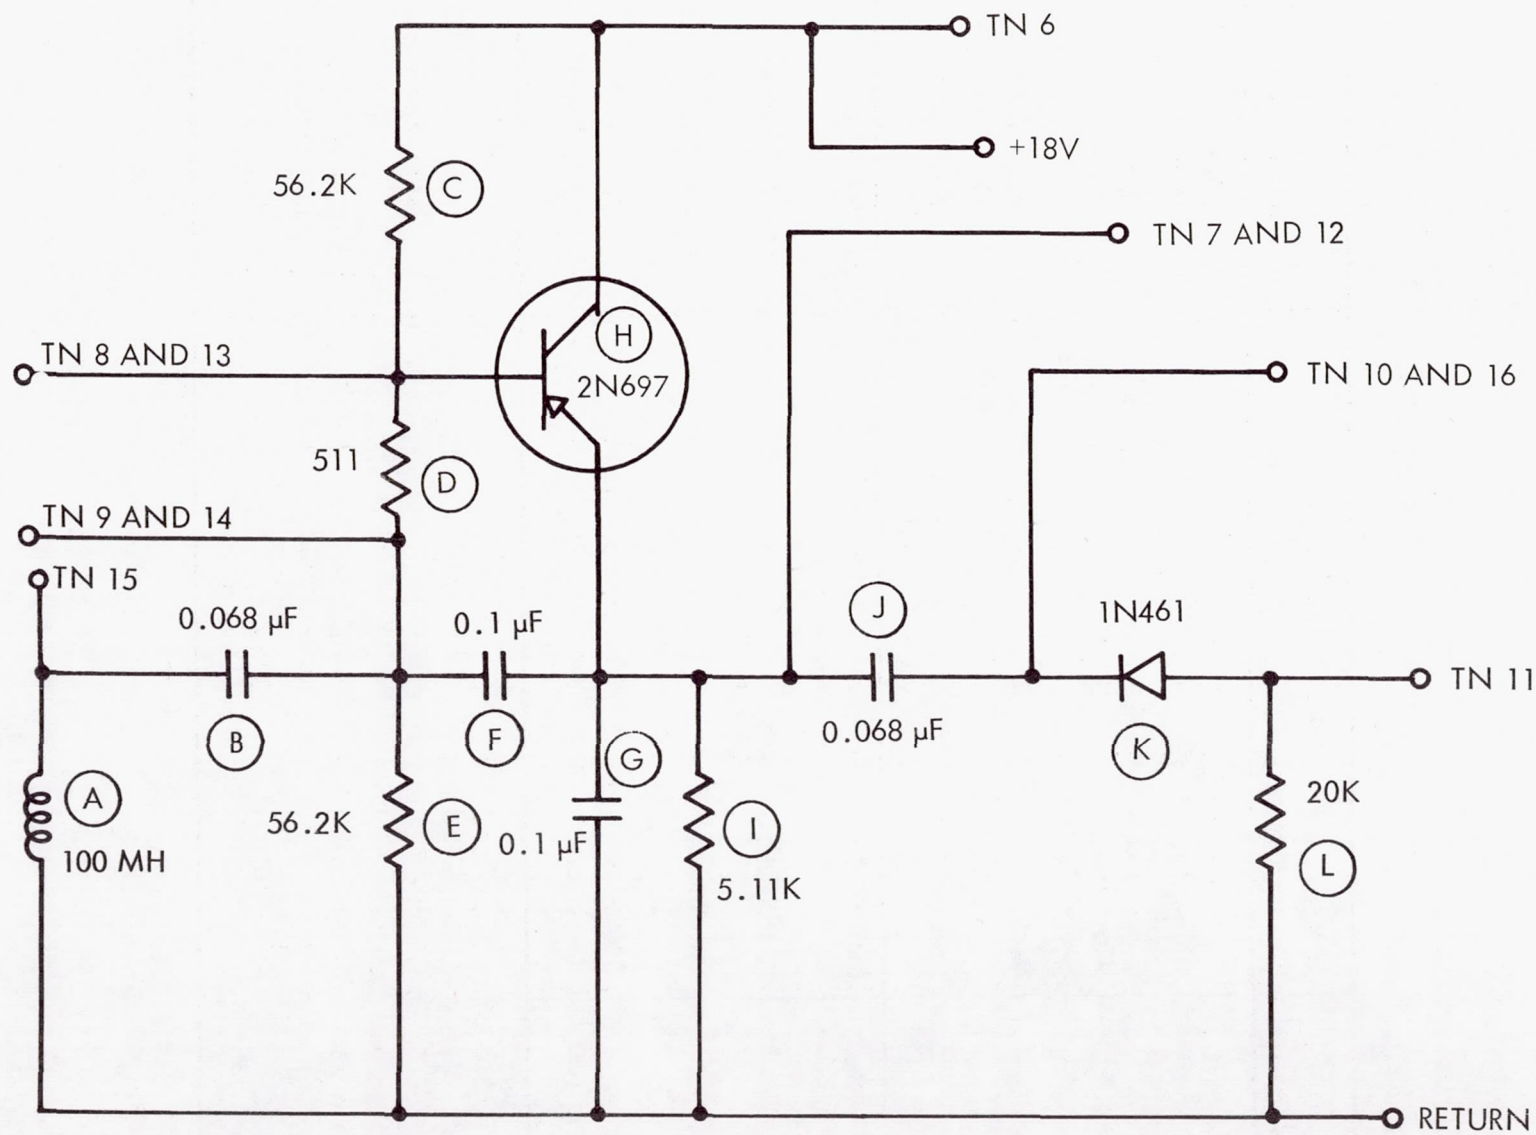 TN 6
+18V
56.2K
C
TN 7 AND 12
H
TN 8 AND 13
2N697
TN 10 AND 16
511
D
TN 9 AND 14
TN 15
0.068 µF
0.1 µF
J
1N461
TN 11
B
F
G
0.068 µF
K
A
100 MH
56.2K
E
0.1 µF
I
5.11K
20K
L
RETURN